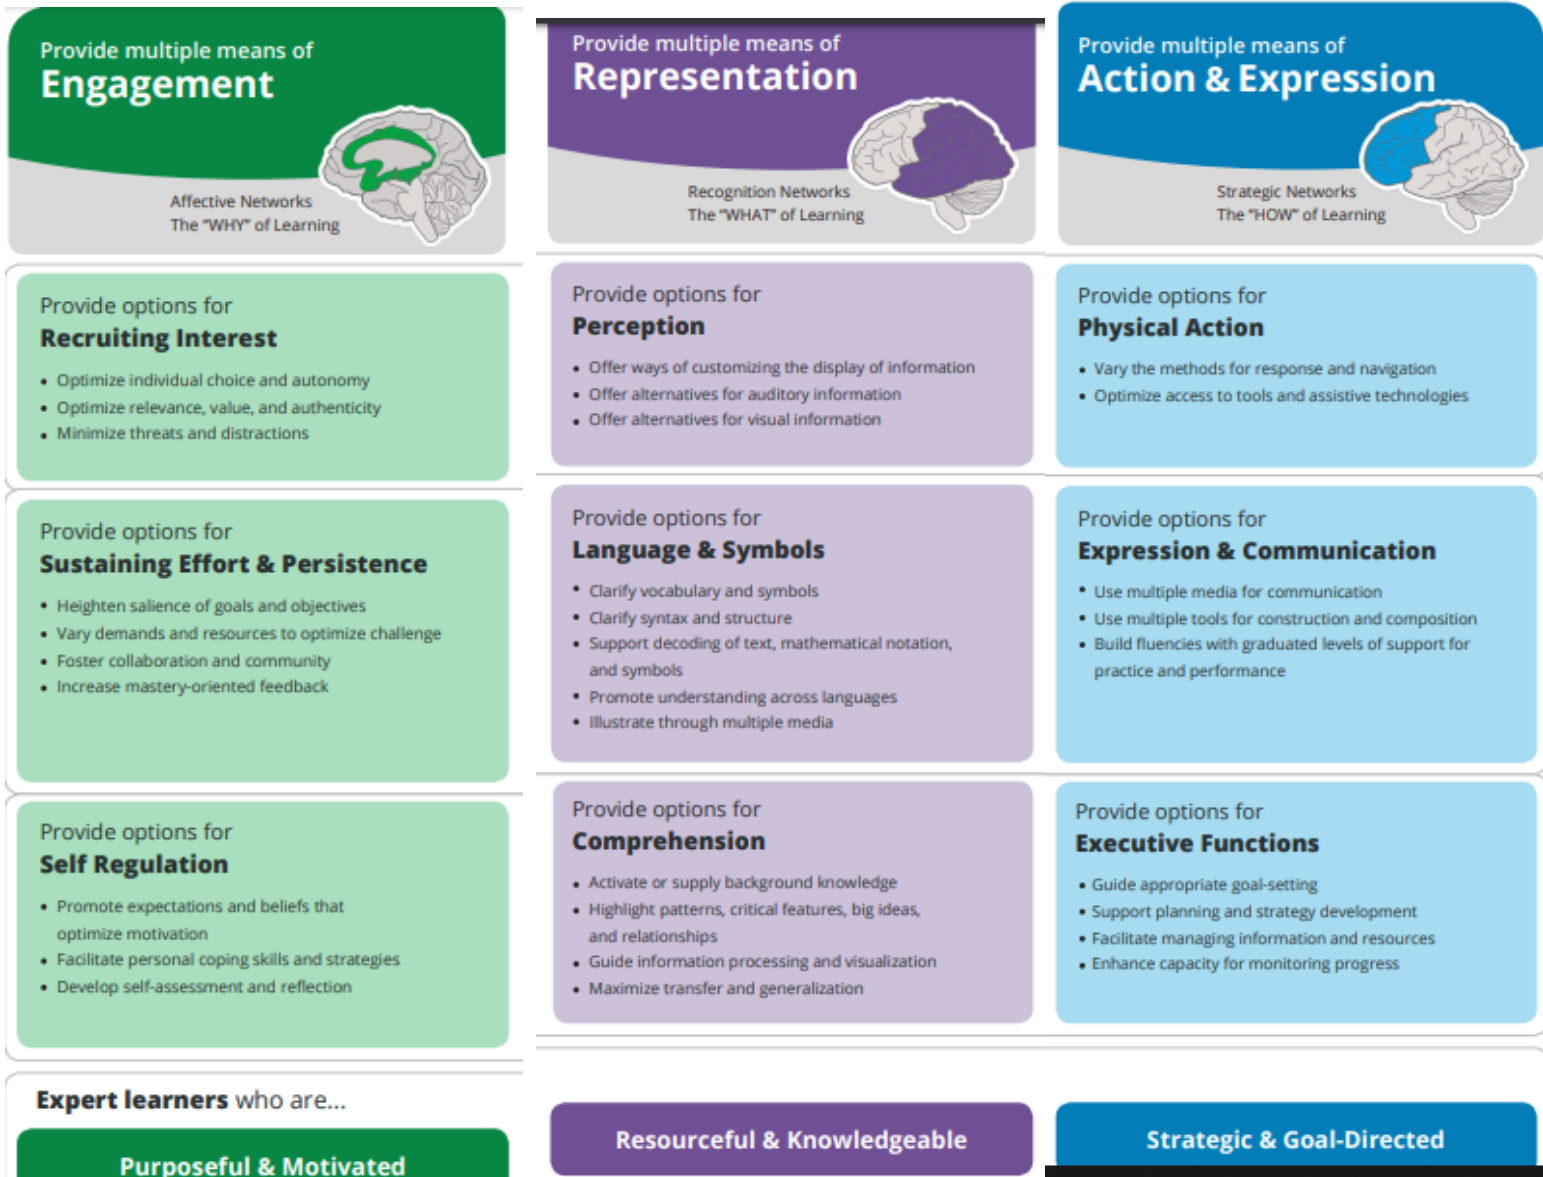 Provide multiple means of
Engagement
Affective Networks
The “WHY” of Learning
Provide options for
Recruiting Interest
• Optimize individual choice and autonomy
• Optimize relevance, value, and authenticity
• Minimize threats and distractions
Provide options for
Sustaining Effort & Persistence
• Heighten salience of goals and objectives
• Vary demands and resources to optimize challenge
• Foster collaboration and community
• Increase mastery-oriented feedback
Provide options for
Self Regulation
• Promote expectations and beliefs that
optimize motivation
• Facilitate personal coping skills and strategies
• Develop self-assessment and reflection
Expert learners who are...
Purposeful & Motivated
Provide multiple means of
Representation
Recognition Networks
The “WHAT” of Learning
Provide options for
Perception
• Offer ways of customizing the display of information
• Offer alternatives for auditory information
• Offer alternatives for visual information
Provide options for
Language & Symbols
• Clarify vocabulary and symbols
• Clarify syntax and structure
• Support decoding of text, mathematical notation,
and symbols
• Promote understanding across languages
• Illustrate through multiple media
Provide options for
Comprehension
• Activate or supply background knowledge
• Highlight patterns, critical features, big ideas,
and relationships
• Guide information processing and visualization
• Maximize transfer and generalization
Resourceful & Knowledgeable
Provide multiple means of
Action & Expression
Strategic Networks
The “HOW” of Learning
Provide options for
Physical Action
• Vary the methods for response and navigation
• Optimize access to tools and assistive technologies
Provide options for
Expression & Communication
• Use multiple media for communication
• Use multiple tools for construction and composition
• Build fluencies with graduated levels of support for
practice and performance
Provide options for
Executive Functions
• Guide appropriate goal-setting
• Support planning and strategy development
• Facilitate managing information and resources
• Enhance capacity for monitoring progress
Strategic & Goal-Directed